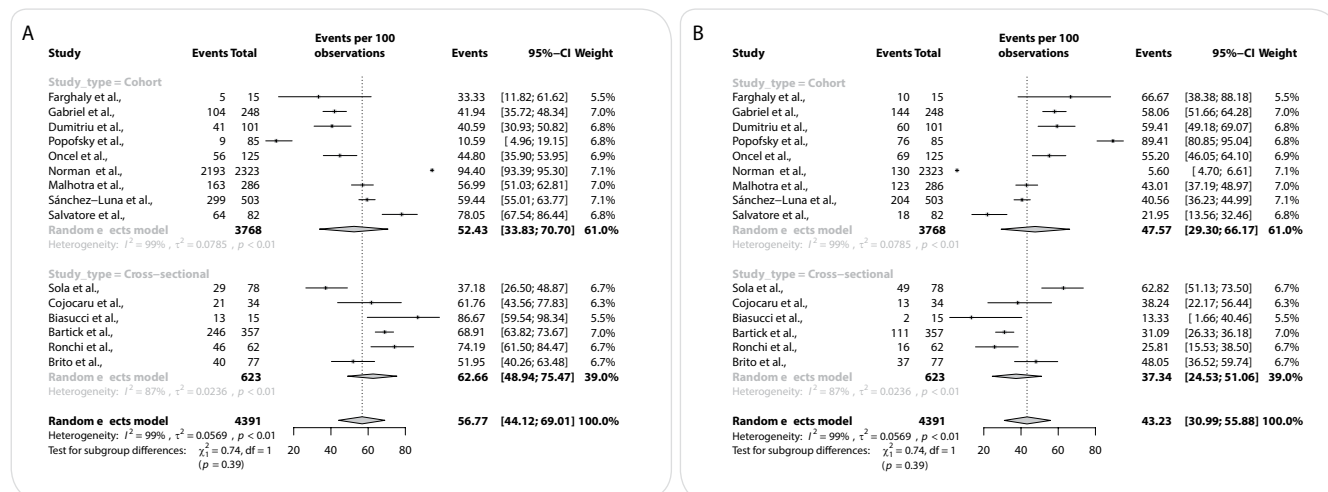 A
Events per 100
Study Events Total observations Events 95%−CI Weight
Study_type = Cohort
Farghaly et al., 5 15 33.33 [11.82; 61.62] 5.5%
Gabriel et al., 104 248 41.94 [35.72; 48.34] 7.0%
Dumitriu et al., 41 101 40.59 [30.93; 50.82] 6.8%
Popofsky et al., 9 85 10.59 [ 4.96; 19.15] 6.8%
Oncel et al., 56 125 44.80 [35.90; 53.95] 6.9%
Norman et al., 2193 2323 94.40 [93.39; 95.30] 7.1%
Malhotra et al., 163 286 56.99 [51.03; 62.81] 7.0%
Sánchez−Luna et al., 299 503 59.44 [55.01; 63.77] 7.1%
Salvatore et al., 64 82 78.05 [67.54; 86.44] 6.8%
Random e ects model 3768 52.43 [33.83; 70.70] 61.0%
Heterogeneity: I² = 99% , τ² = 0.0785 , p < 0.01
Study_type = Cross−sectional
Sola et al., 29 78 37.18 [26.50; 48.87] 6.7%
Cojocaru et al., 21 34 61.76 [43.56; 77.83] 6.3%
Biasucci et al., 13 15 86.67 [59.54; 98.34] 5.5%
Bartick et al., 246 357 68.91 [63.82; 73.67] 7.0%
Ronchi et al., 46 62 74.19 [61.50; 84.47] 6.7%
Brito et al., 40 77 51.95 [40.26; 63.48] 6.7%
Random e ects model 623 62.66 [48.94; 75.47] 39.0%
Heterogeneity: I² = 87% , τ² = 0.0236 , p < 0.01
Random e ects model 4391 56.77 [44.12; 69.01] 100.0%
Heterogeneity: I² = 99% , τ² = 0.0569 , p < 0.01 20 40 60 80
Test for subgroup differences: χ²₁ = 0.74, df = 1
(p = 0.39)
B
Events per 100
Study Events Total observations Events 95%−CI Weight
Study_type = Cohort
Farghaly et al., 10 15 66.67 [38.38; 88.18] 5.5%
Gabriel et al., 144 248 58.06 [51.66; 64.28] 7.0%
Dumitriu et al., 60 101 59.41 [49.18; 69.07] 6.8%
Popofsky et al., 76 85 89.41 [80.85; 95.04] 6.8%
Oncel et al., 69 125 55.20 [46.05; 64.10] 6.9%
Norman et al., 130 2323 5.60 [ 4.70; 6.61] 7.1%
Malhotra et al., 123 286 43.01 [37.19; 48.97] 7.0%
Sánchez−Luna et al., 204 503 40.56 [36.23; 44.99] 7.1%
Salvatore et al., 18 82 21.95 [13.56; 32.46] 6.8%
Random e ects model 3768 47.57 [29.30; 66.17] 61.0%
Heterogeneity: I² = 99% , τ² = 0.0785 , p < 0.01
Study_type = Cross−sectional
Sola et al., 49 78 62.82 [51.13; 73.50] 6.7%
Cojocaru et al., 13 34 38.24 [22.17; 56.44] 6.3%
Biasucci et al., 2 15 13.33 [ 1.66; 40.46] 5.5%
Bartick et al., 111 357 31.09 [26.33; 36.18] 7.0%
Ronchi et al., 16 62 25.81 [15.53; 38.50] 6.7%
Brito et al., 37 77 48.05 [36.52; 59.74] 6.7%
Random e ects model 623 37.34 [24.53; 51.06] 39.0%
Heterogeneity: I² = 87% , τ² = 0.0236 , p < 0.01
Random e ects model 4391 43.23 [30.99; 55.88] 100.0%
Heterogeneity: I² = 99% , τ² = 0.0569 , p < 0.01 20 40 60 80
Test for subgroup differences: χ²₁ = 0.74, df = 1
(p = 0.39)